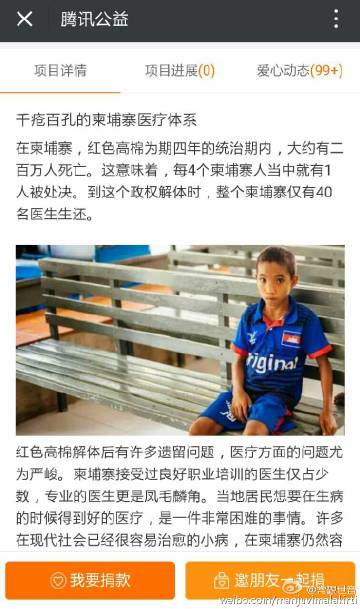 腾讯公益
项目详情 项目进展(0) 爱心动态(99+)
千疮百孔的柬埔寨医疗体系
在柬埔寨，红色高棉为期四年的统治期内，大约有二
百万人死亡。这意味着，每4个柬埔寨人当中就有1
人被处决。到这个政权解体时，整个柬埔寨仅有40
名医生生还。
original
红色高棉解体后有许多遗留问题，医疗方面的问题尤
为严峻。柬埔寨接受过良好职业培训的医生仅占少
数，专业的医生更是凤毛麟角。当地居民想要在生病
的时候得到好的医疗，是一件非常困难的事情。许多
在现代社会已经很容易治愈的小病，在柬埔寨仍然容
我要捐款 邀朋友一起捐
weibo.com/manjuvimalakirti